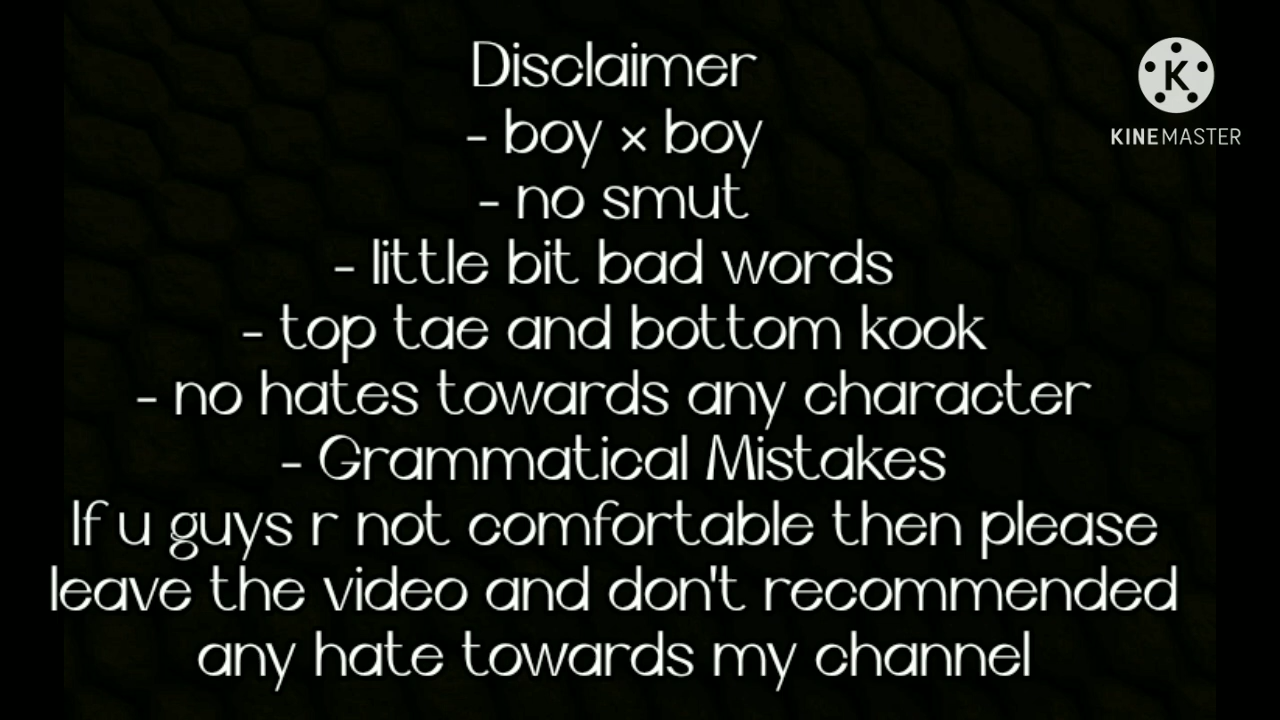 Disclaimer
- boy × boy
- no smut
- little bit bad words
- top tae and bottom kook
- no hates towards any character
- Grammatical Mistakes
If u guys r not comfortable then please
leave the video and don't recommended
any hate towards my channel
K
KINEMASTER